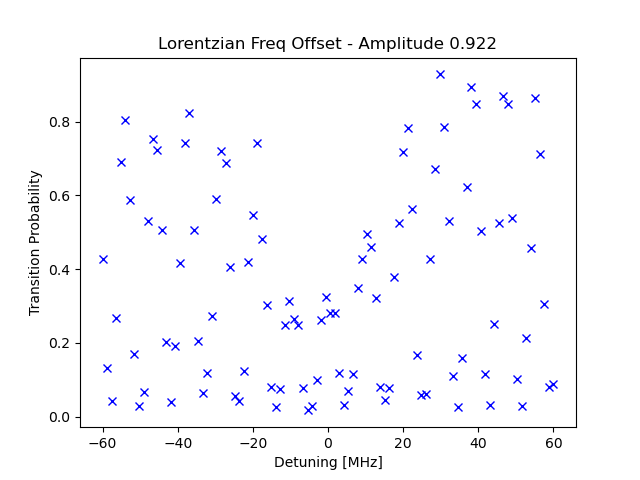 Lorentzian Freq Offset - Amplitude 0.922
Transition Probability
0.8
0.6
0.4
0.2
0.0
−60 −40 −20 0 20 40 60
Detuning [MHz]